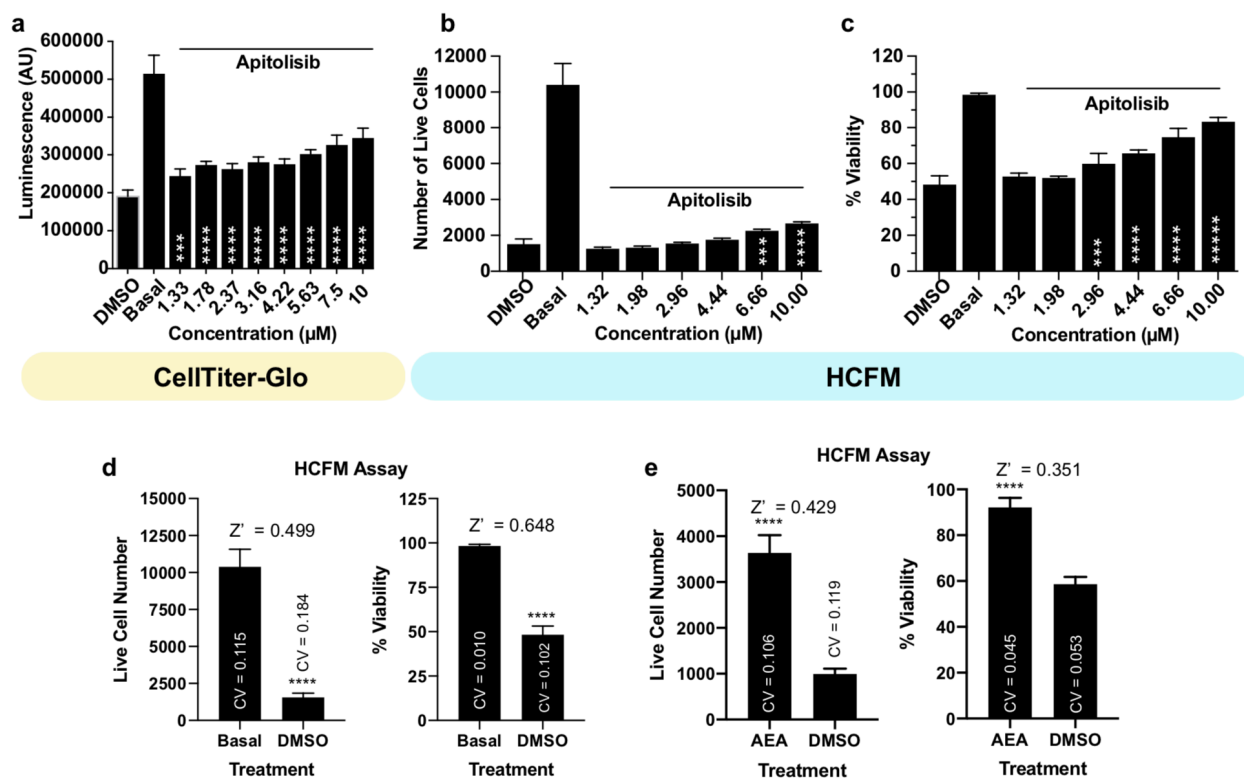 a
Luminescence (AU)
600000
500000
400000
300000
200000
100000
0
Apitolisib
***
****
****
****
****
****
****
****
DMSO
Basal
1.33
1.78
2.37
3.16
4.22
5.63
7.5
10
Concentration (µM)
b
Number of Live Cells
12000
10000
8000
6000
4000
2000
0
Apitolisib
***
****
DMSO
Basal
1.32
1.98
2.96
4.44
6.66
10.00
Concentration (µM)
c
% Viability
120
100
80
60
40
20
0
Apitolisib
***
****
****
*****
DMSO
Basal
1.32
1.98
2.96
4.44
6.66
10.00
Concentration (µM)
CellTiter-Glo
HCFM
d
HCFM Assay
Live Cell Number
15000
12500
10000
7500
5000
2500
0
Z' = 0.499
CV = 0.115
CV = 0.184
****
Basal DMSO
Treatment
% Viability
125
100
75
50
25
0
Z' = 0.648
CV = 0.010
****
CV = 0.102
Basal DMSO
Treatment
e
HCFM Assay
Live Cell Number
5000
4000
3000
2000
1000
0
Z' = 0.429
****
CV = 0.106
CV = 0.119
AEA DMSO
Treatment
% Viability
100
80
60
40
20
0
Z' = 0.351
****
CV = 0.045
CV = 0.053
AEA DMSO
Treatment